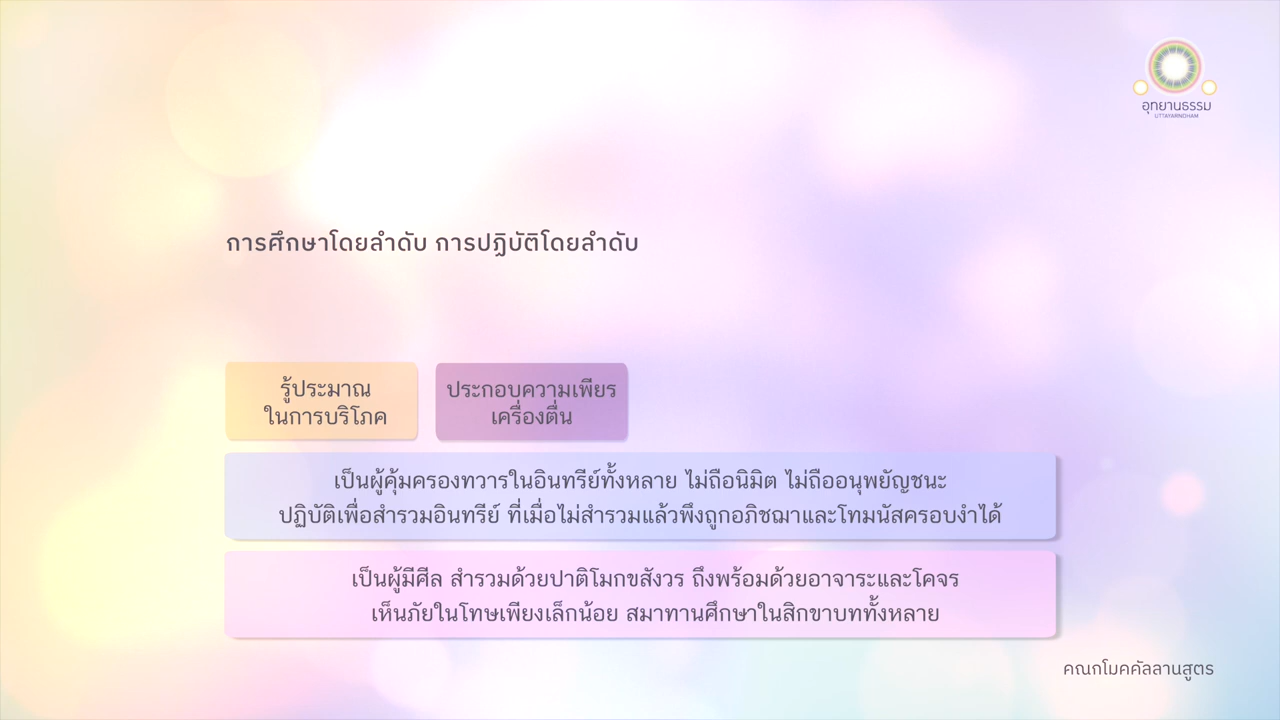 อุทยานธรรม
UTTAYARNDHAM
การศึกษาโดยลำดับ การปฏิบัติโดยลำดับ
รู้ประมาณ
ในการบริโภค
ประกอบความเพียร
เครื่องตื่น
เป็นผู้คุ้มครองทวารในอินทรีย์ทั้งหลาย ไม่ถือนิมิต ไม่ถืออนุพยัญชนะ
ปฏิบัติเพื่อสำรวมอินทรีย์ ที่เมื่อไม่สำรวมแล้วพึงถูกอภิชฌาและโทมนัสครอบงำได้
เป็นผู้มีศีล สำรวมด้วยปาติโมกขสังวร ถึงพร้อมด้วยอาจาระและโคจร
เห็นภัยในโทษเพียงเล็กน้อย สมาทานศึกษาในสิกขาบททั้งหลาย
คณกโมคคัลลานสูตร